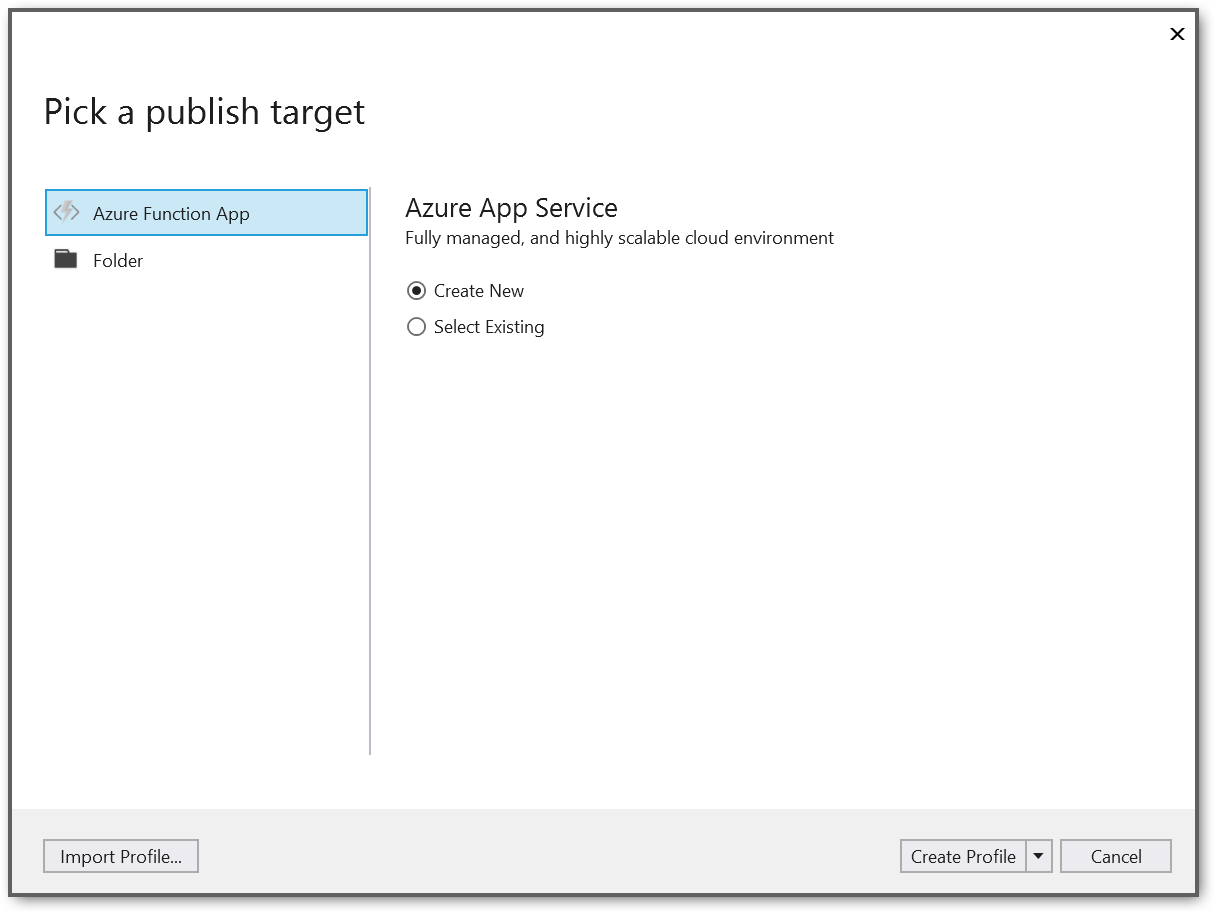 Pick a publish target
Azure Function App
Folder
Azure App Service
Fully managed, and highly scalable cloud environment
Create New
Select Existing
Import Profile...
Create Profile
Cancel